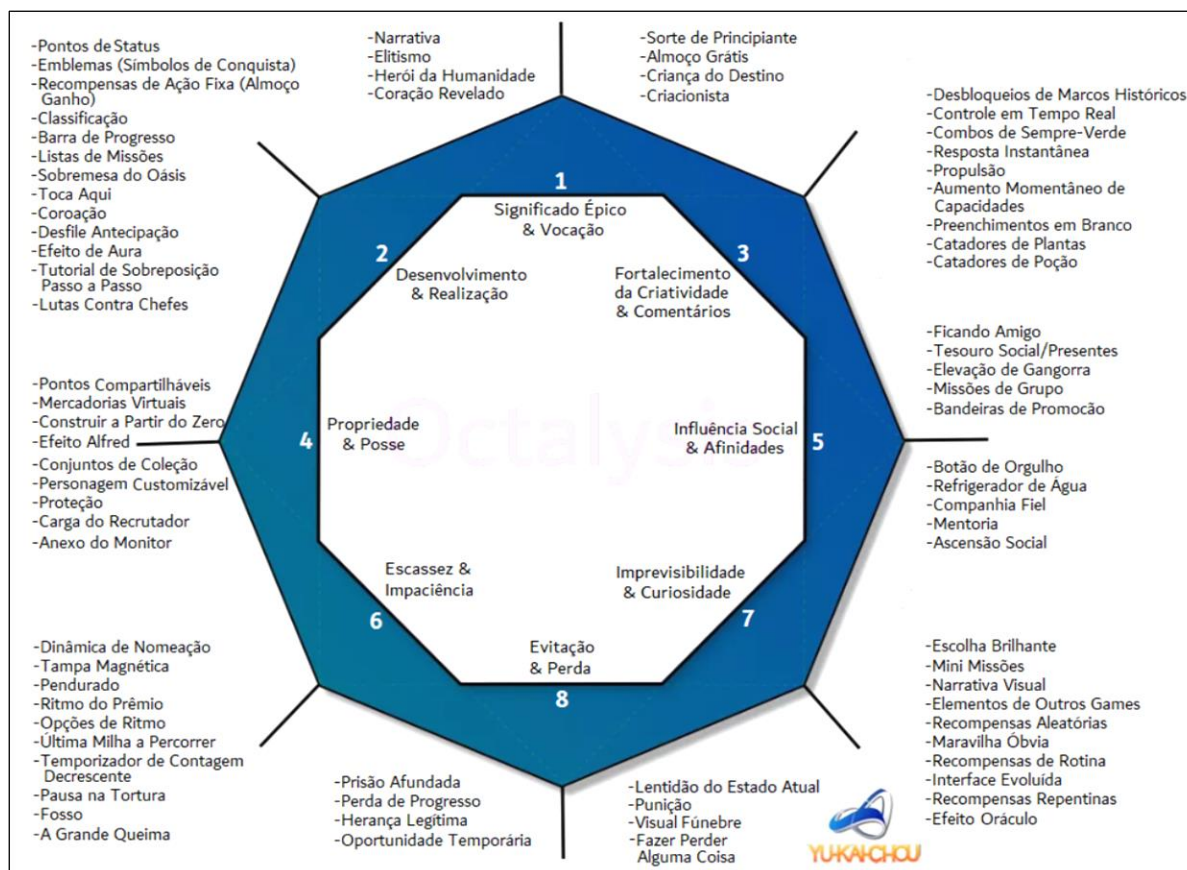 -Pontos de Status
-Emblemas (Símbolos de Conquista)
-Recompensas de Ação Fixa (Almoço
Ganho)
-Classificação
-Barra de Progresso
-Listas de Missões
-Sobremesa do Oásis
-Toca Aqui
-Coroação
-Desfile Antecipação
-Efeito de Aura
-Tutorial de Sobreposição
Passo a Passo
-Lutas Contra Chefes
-Narrativa
-Elitismo
-Herói da Humanidade
-Coração Revelado
-Sorte de Principiante
-Almoço Grátis
-Criança do Destino
-Criacionista
-Desbloqueios de Marcos Históricos
-Controle em Tempo Real
-Combos de Sempre-Verde
-Resposta Instantânea
-Propulsão
-Aumento Momentâneo de
Capacidades
-Preenchimentos em Branco
-Catadores de Plantas
-Catadores de Poção
1
Significado Épico
& Vocação
2
Desenvolvimento
& Realização
3
Fortalecimento
da Criatividade
& Comentários
-Pontos Compartilháveis
-Mercadorias Virtuais
-Construir a Partir do Zero
-Efeito Alfred
-Conjuntos de Coleção
-Personagem Customizável
-Proteção
-Carga do Recrutador
-Anexo do Monitor
4
Propriedade
& Posse
Octalysis
Influência Social
& Afinidades
5
-Ficando Amigo
-Tesouro Social/Presentes
-Elevação de Gangorra
-Missões de Grupo
-Bandeiras de Promocão
-Botão de Orgulho
-Refrigerador de Água
-Companhia Fiel
-Mentoria
-Ascensão Social
Escassez &
Impaciência
6
Imprevisibilidade
& Curiosidade
7
Evitação
& Perda
8
-Dinâmica de Nomeação
-Tampa Magnética
-Pendurado
-Ritmo do Prêmio
-Opções de Ritmo
-Última Milha a Percorrer
-Temporizador de Contagem
Decrescente
-Pausa na Tortura
-Fosso
-A Grande Queima
-Prisão Afundada
-Perda de Progresso
-Herança Legítima
-Oportunidade Temporária
-Lentidão do Estado Atual
-Punição
-Visual Fúnebre
-Fazer Perder
Alguma Coisa
-Escolha Brilhante
-Mini Missões
-Narrativa Visual
-Elementos de Outros Games
-Recompensas Aleatórias
-Maravilha Óbvia
-Recompensas de Rotina
-Interface Evoluída
-Recompensas Repentinas
-Efeito Oráculo
YU-KAI-CHOU